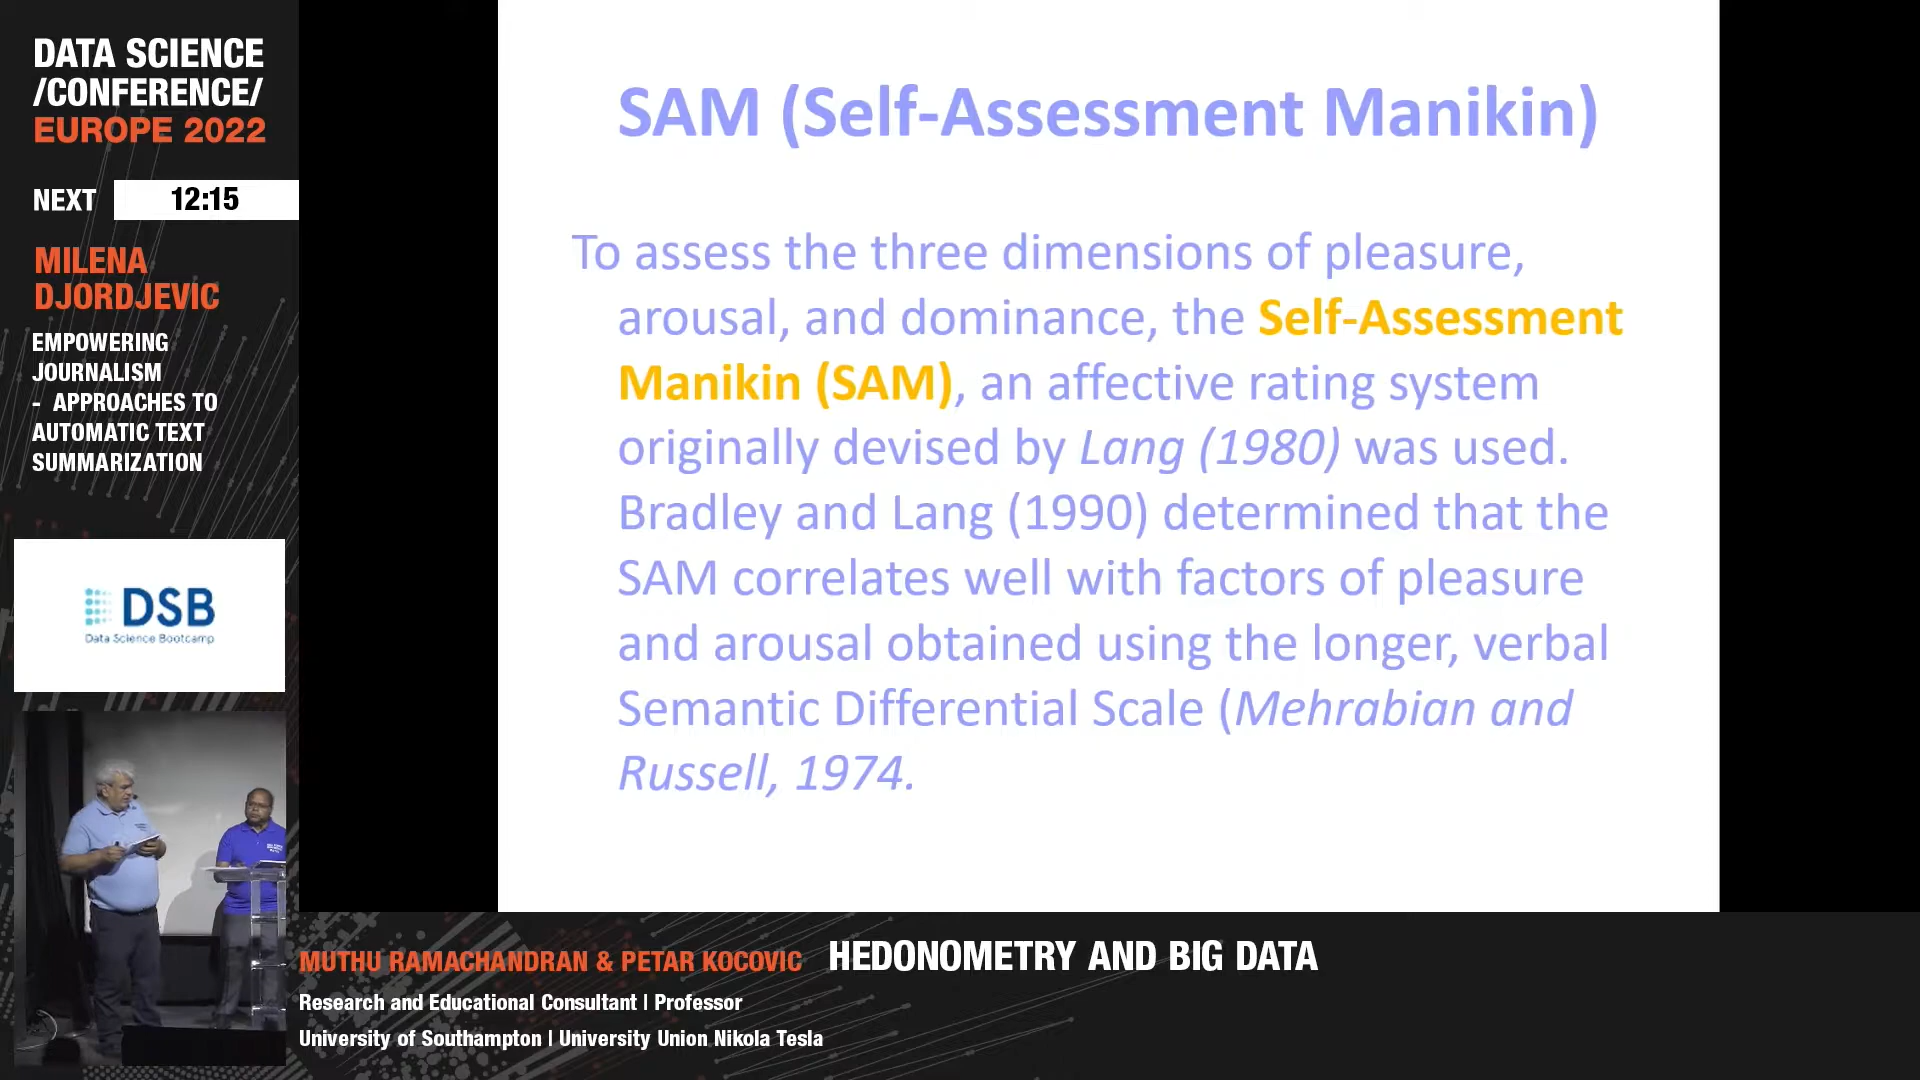 DATA SCIENCE
/CONFERENCE/
EUROPE 2022
NEXT 12:15
MILENA
DJORDJEVIC
EMPOWERING
JOURNALISM
- APPROACHES TO
AUTOMATIC TEXT
SUMMARIZATION
DSB
Data Science Bootcamp
SAM (Self-Assessment Manikin)
To assess the three dimensions of pleasure,
arousal, and dominance, the Self-Assessment
Manikin (SAM), an affective rating system
originally devised by Lang (1980) was used.
Bradley and Lang (1990) determined that the
SAM correlates well with factors of pleasure
and arousal obtained using the longer, verbal
Semantic Differential Scale (Mehrabian and
Russell, 1974.
MUTHU RAMACHANDRAN & PETAR KOCOVIC HEDONOMETRY AND BIG DATA
Research and Educational Consultant | Professor
University of Southampton | University Union Nikola Tesla